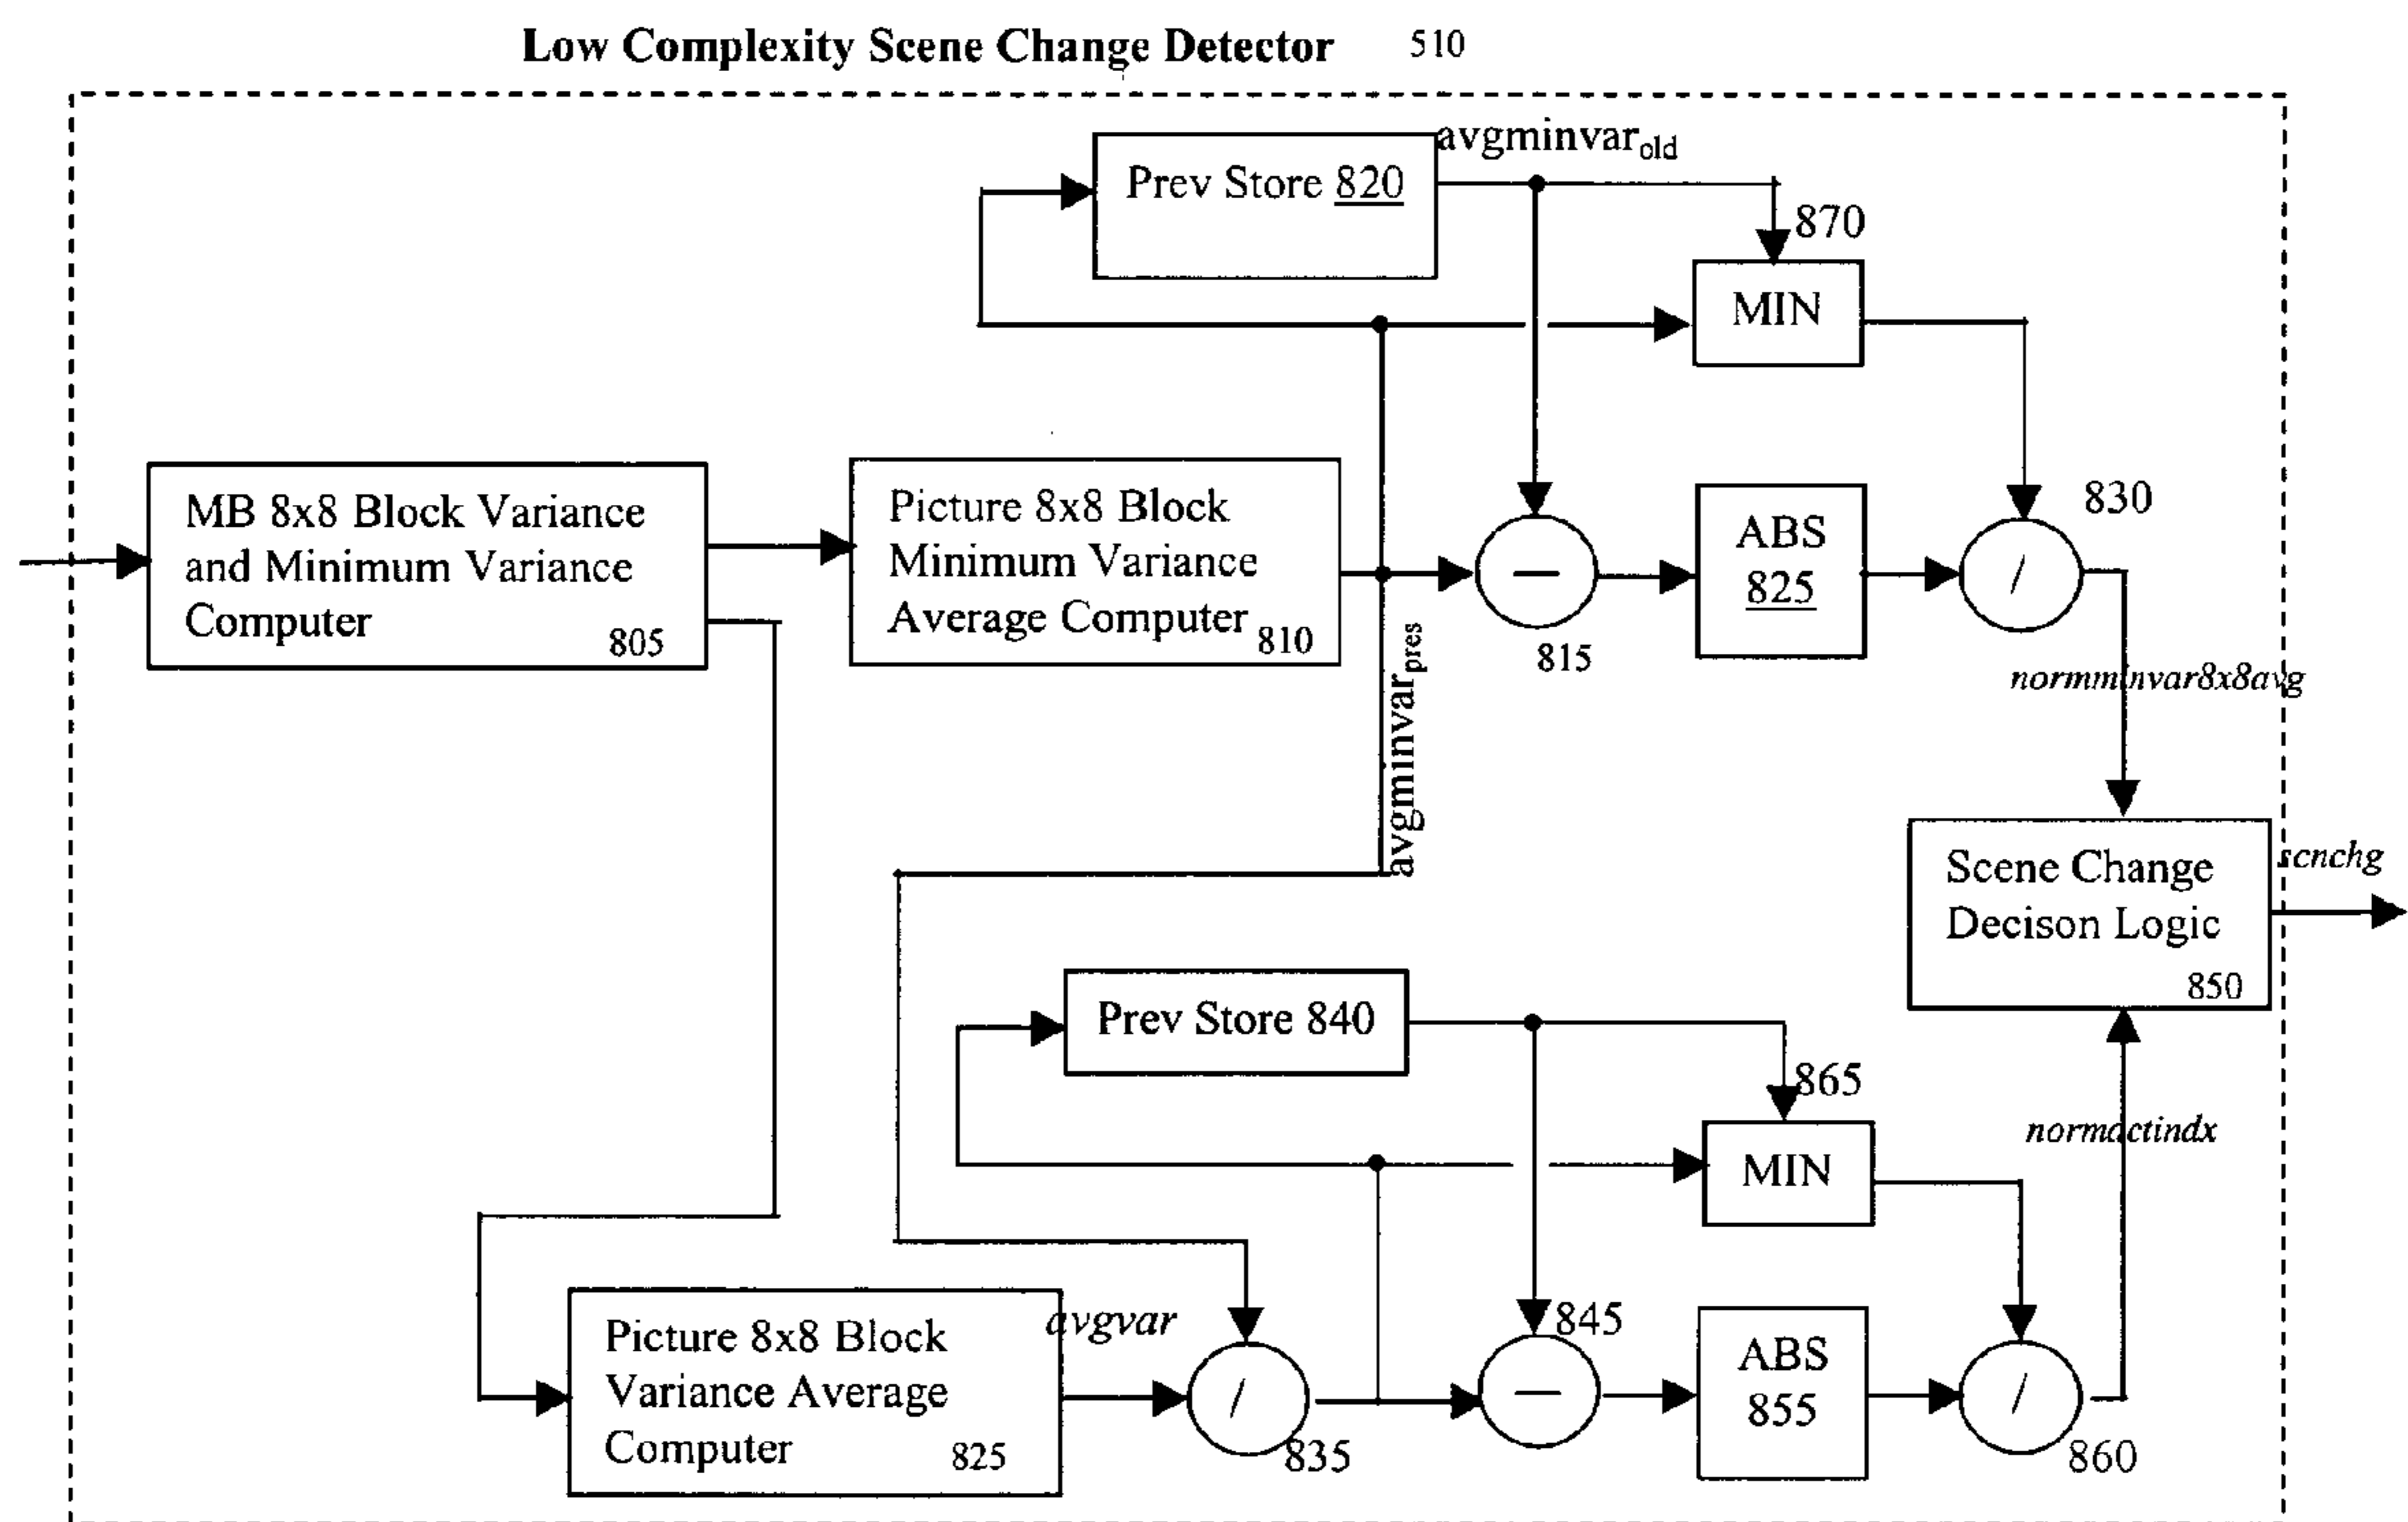 Low Complexity Scene Change Detector 510
avgminvarold
Prev Store 820
870
MIN
MB 8x8 Block Variance
and Minimum Variance
Computer 805
Picture 8x8 Block
Minimum Variance
Average Computer 810
815
ABS
825
830
avgminvarpres
normminvar8x8avg
Scene Change
Decison Logic
850
scnchg
Prev Store 840
865
MIN
normactindx
Picture 8x8 Block
Variance Average
Computer 825
avgvar
835
845
ABS
855
860